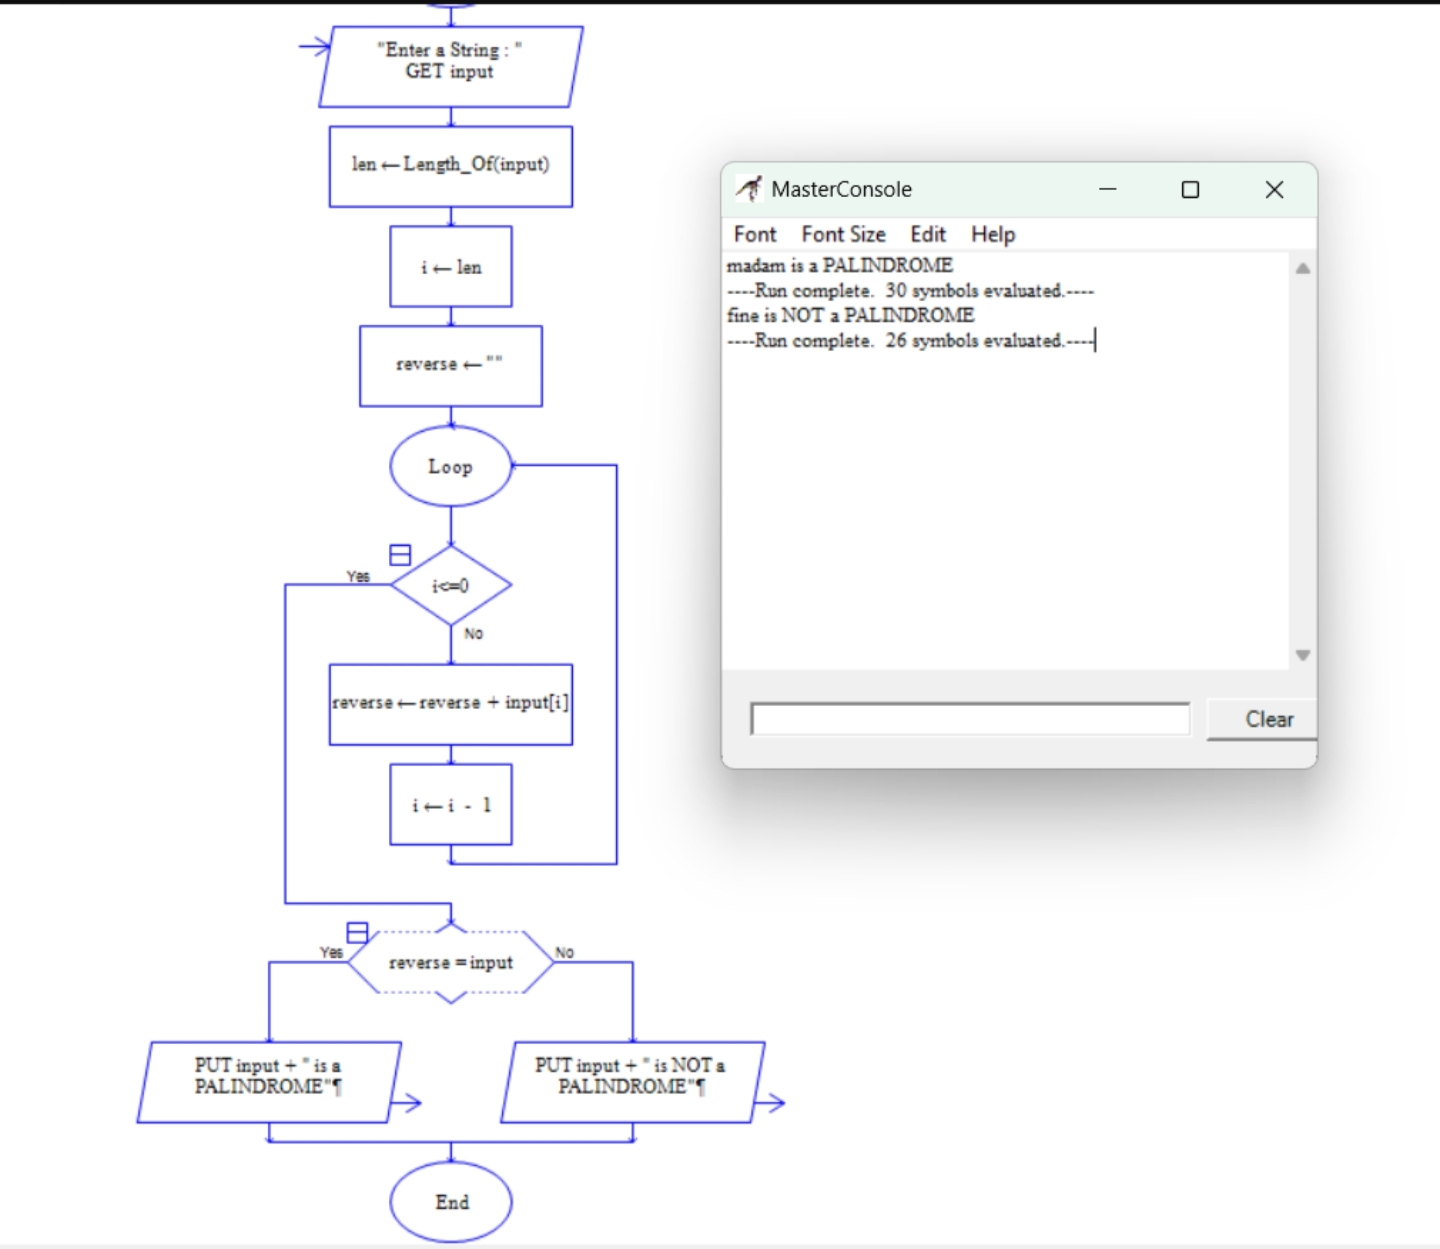 "Enter a String : "
GET input
len ← Length_Of(input)
i ← len
reverse ← ""
Loop
i<=0
Yes
No
reverse ← reverse + input[i]
i ← i - 1
reverse = input
Yes
No
PUT input + " is a
PALINDROME"¶
PUT input + " is NOT a
PALINDROME"¶
End
MasterConsole
Font Font Size Edit Help
madam is a PALINDROME
----Run complete.  30 symbols evaluated.----
fine is NOT a PALINDROME
----Run complete.  26 symbols evaluated.----
Clear